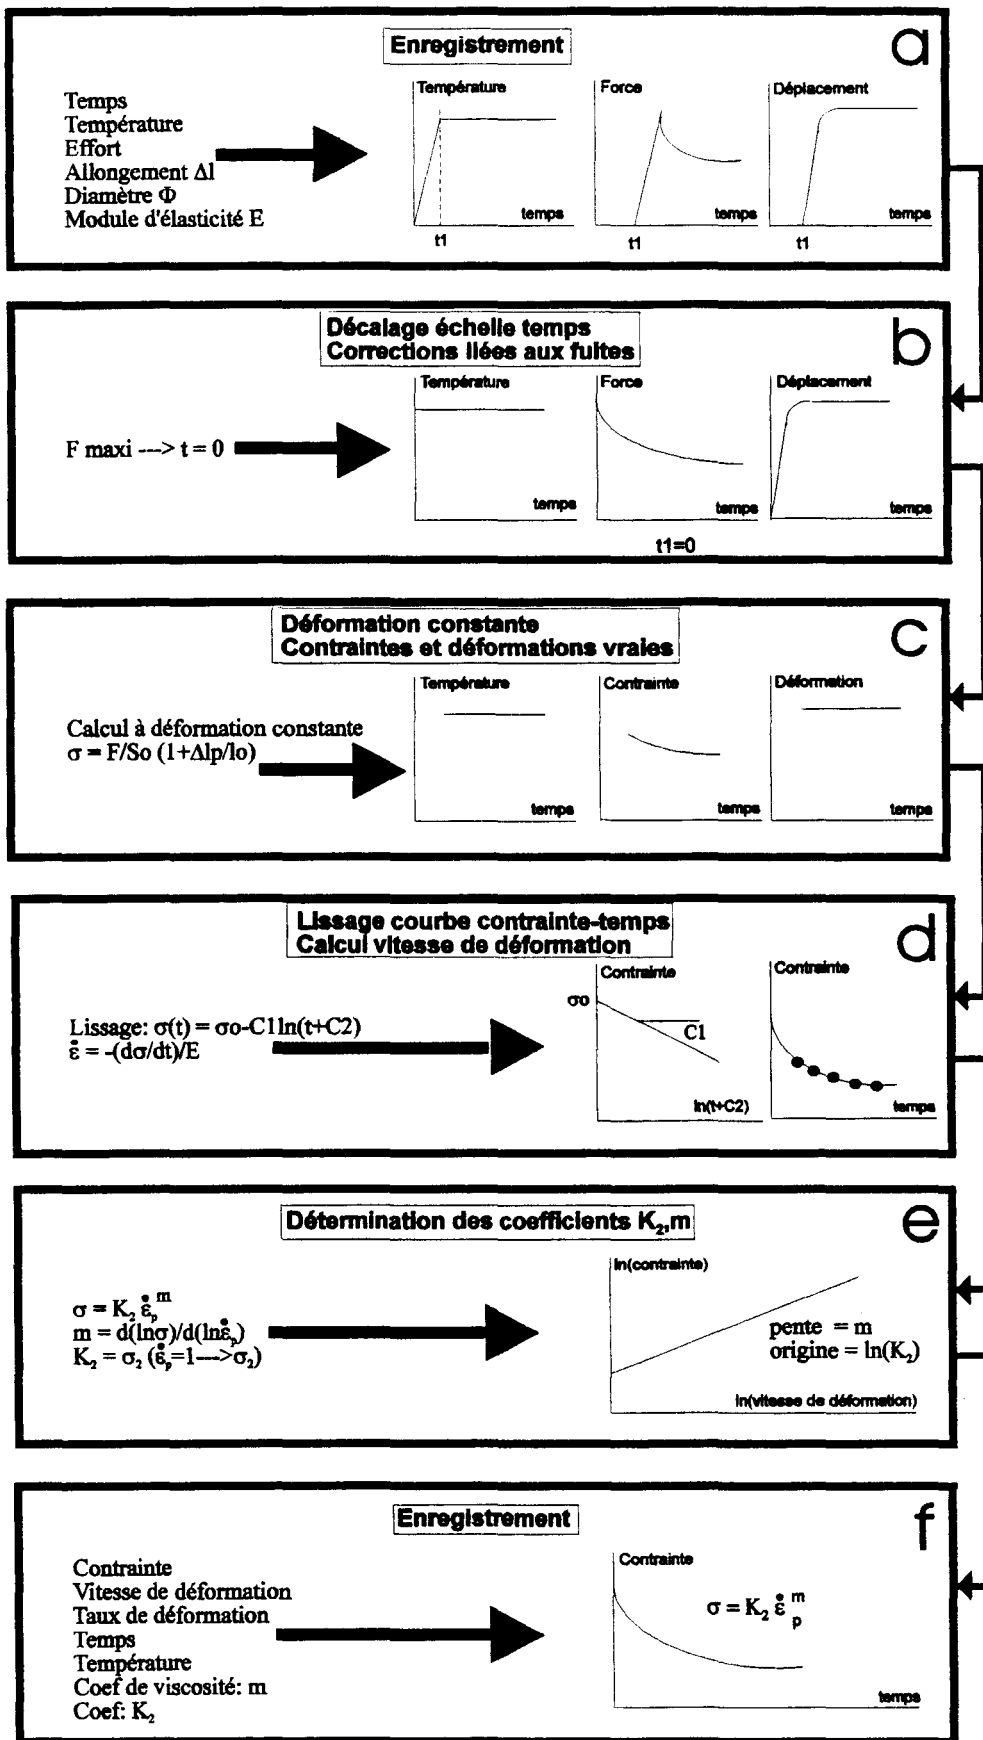 Enregistrement
a
Temps
Température
Effort
Allongement Δl
Diamètre Φ
Module d'élasticité E
Température
temps
t1
Force
temps
t1
Déplacement
temps
t1
Décalage échelle temps
Corrections liées aux fuites
b
F maxi ---> t = 0
Température
temps
Force
temps
t1=0
Déplacement
temps
Déformation constante
Contraintes et déformations vraies
c
Calcul à déformation constante
σ = F/So (1+Δlp/lo)
Température
temps
Contrainte
temps
Déformation
temps
Lissage courbe contrainte-temps
Calcul vitesse de déformation
d
Lissage: σ(t) = σo-C1ln(t+C2)
ε̇ = -(dσ/dt)/E
Contrainte
σo
C1
ln(t+C2)
Contrainte
temps
Détermination des coefficients K₂,m
e
σ = K₂ ε̇ₚᵐ
m = d(lnσ)/d(lnε̇ₚ)
K₂ = σ₂ (ε̇ₚ=1--->σ₂)
ln(contrainte)
pente = m
origine = ln(K₂)
ln(vitesse de déformation)
Enregistrement
f
Contrainte
Vitesse de déformation
Taux de déformation
Temps
Température
Coef de viscosité: m
Coef: K₂
Contrainte
σ = K₂ ε̇ₚᵐ
temps